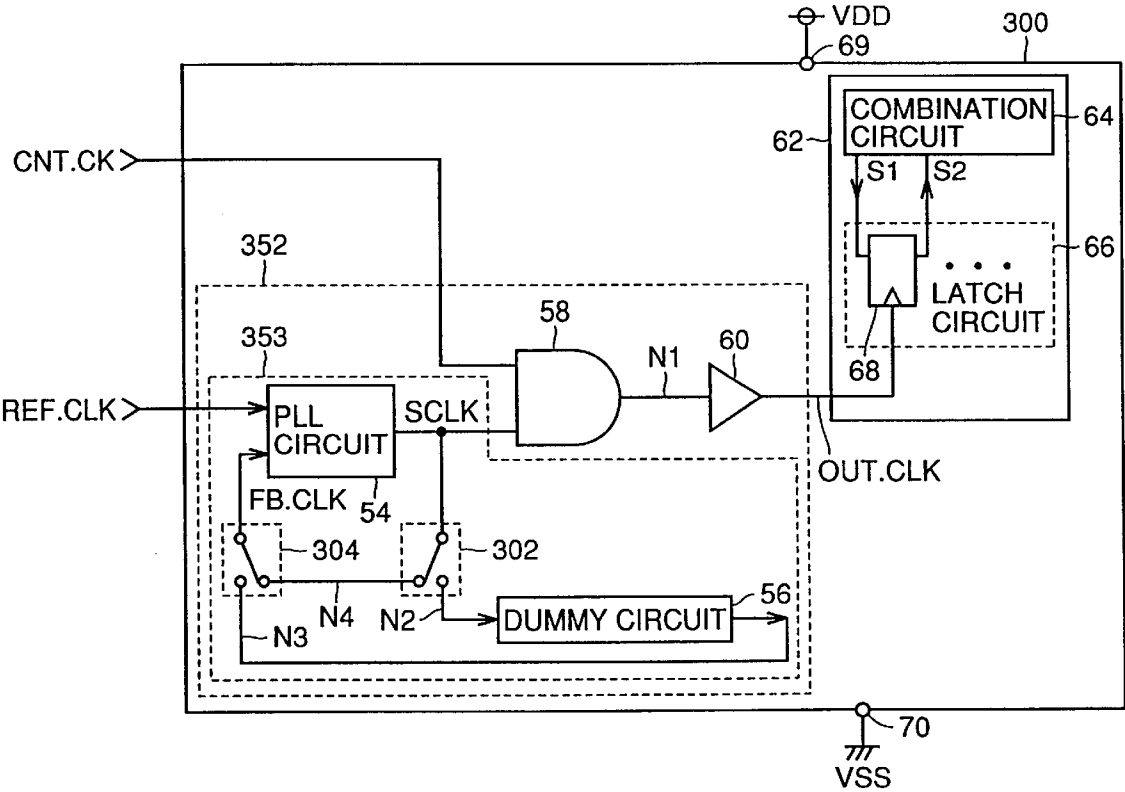 VDD
69
300
COMBINATION
CIRCUIT
64
62
CNT.CK
S1
S2
352
66
LATCH
CIRCUIT
58
353
60
68
N1
REF.CLK
PLL
CIRCUIT
SCLK
OUT.CLK
FB.CLK
54
304
302
N4
N2
DUMMY CIRCUIT
56
N3
70
VSS